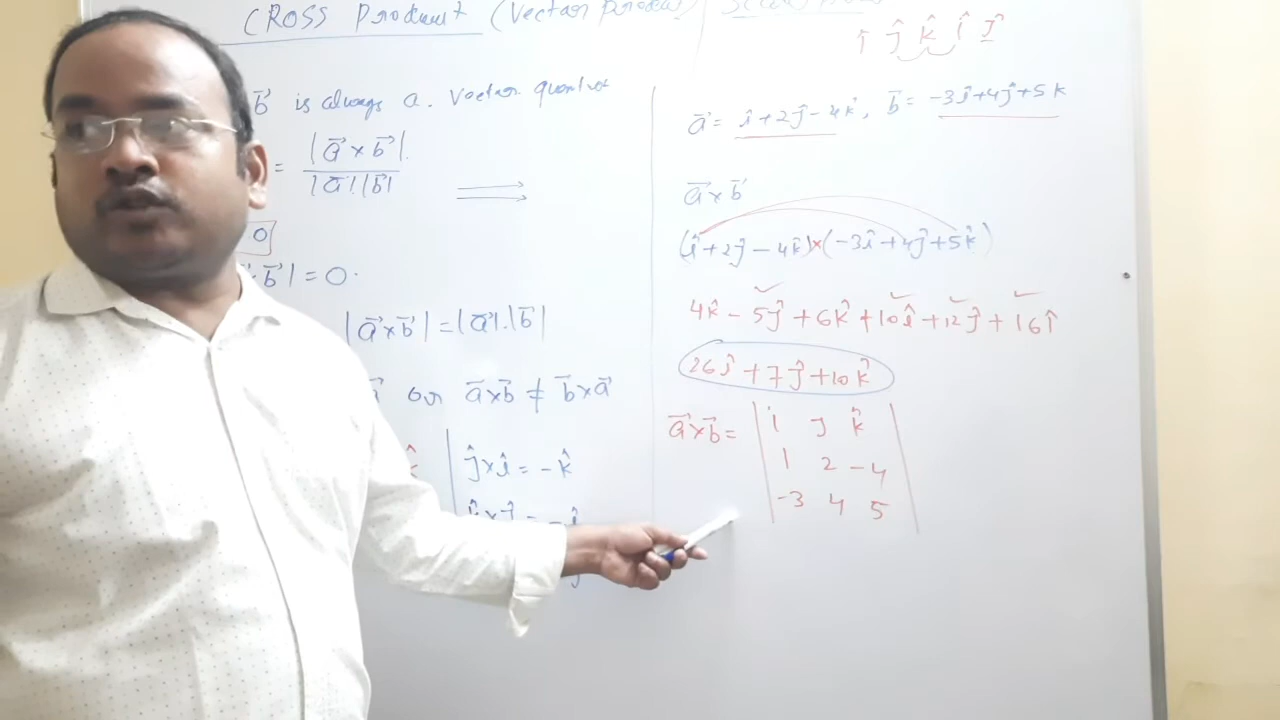 CROSS Product (Vector Product)
b⃗ is always a. Vector
= |a⃗ × b⃗| / |a⃗|.|b⃗|
0
b⃗| = 0.
|a⃗×b⃗| = |a⃗|.|b⃗|
or a⃗×b⃗ ≠ b⃗×a⃗
k̂ | ĵ×î = -k̂
î ĵ k̂ î ĵ
a⃗ = î+2ĵ-4k̂, b⃗ = -3î+4ĵ+5k
a⃗×b⃗
(î+2ĵ-4k̂)×(-3î+4ĵ+5k̂)
4k̂ - 5ĵ + 6k̂ + 10î + 12ĵ + 16î
26î + 7ĵ + 10k̂
a⃗×b⃗ = | i j k̂ |
1 2 -4
-3 4 5